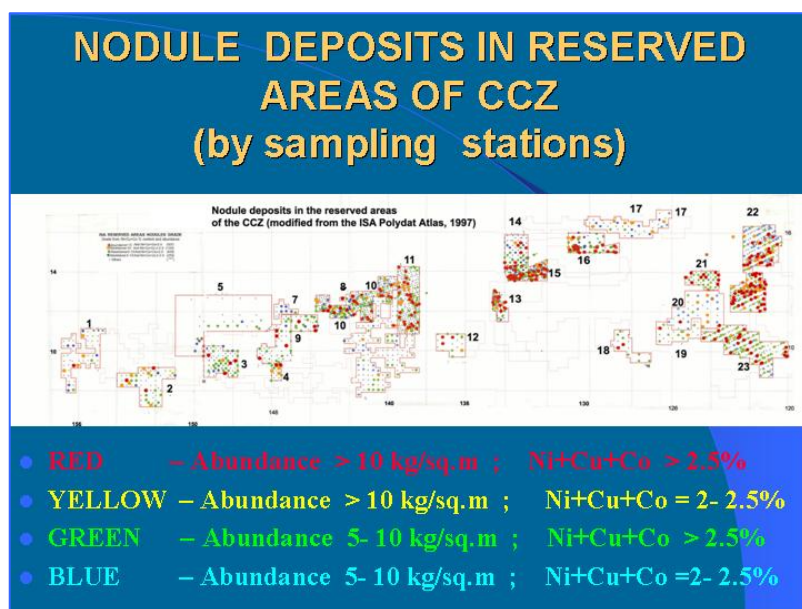 NODULE DEPOSITS IN RESERVED
AREAS OF CCZ
(by sampling stations)
Nodule deposits in the reserved areas
of the CCZ (modified from the ISA Polydat Atlas, 1997)
17 17
14
22
16
11
15
21
5
8 10
7
13
20
1
10
9
12
18
19
3
4
23
2
RED – Abundance > 10 kg/sq.m ; Ni+Cu+Co > 2.5%
YELLOW – Abundance > 10 kg/sq.m ; Ni+Cu+Co = 2- 2.5%
GREEN – Abundance 5- 10 kg/sq.m ; Ni+Cu+Co > 2.5%
BLUE – Abundance 5- 10 kg/sq.m ; Ni+Cu+Co =2- 2.5%